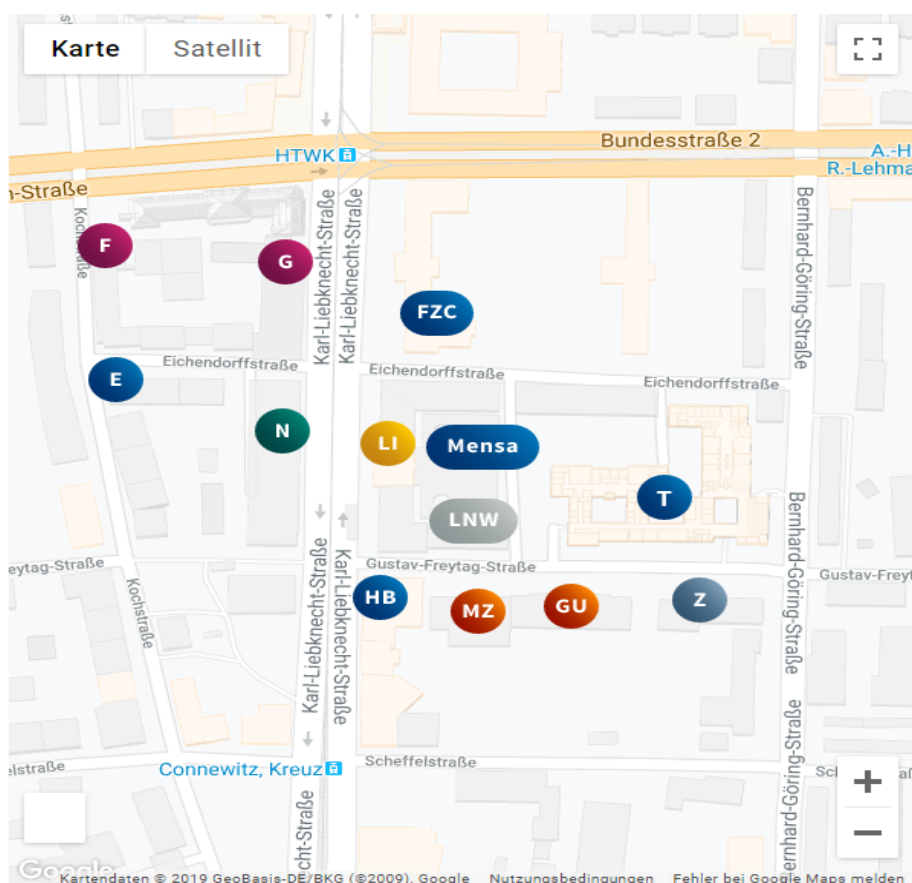 Karte
Satellit
Bundesstraße 2
HTWK
A.-H
R.-Lehma
n-Straße
Kochstraße
F
G
Karl-Liebknecht-Straße
Karl-Liebknecht-Straße
Bernhard-Göring-Straße
FZC
Eichendorffstraße
Eichendorffstraße
Eichendorffstraße
E
N
LI
Mensa
T
LNW
Bernhard-Göring-Straße
eytag-Straße
Karl-Liebknecht-Straße
Karl-Liebknecht-Straße
Gustav-Freytag-Straße
Gustav-Freyt
Kochstraße
HB
MZ
GU
Z
Bernhard-Göring-Straße
elstraße
Connewitz, Kreuz
Scheffelstraße
Sch
aß
+
−
cht-Straße
Google
Kartendaten © 2019 GeoBasis-DE/BKG (©2009), Google
Nutzungsbedingungen
Fehler bei Google Maps melden